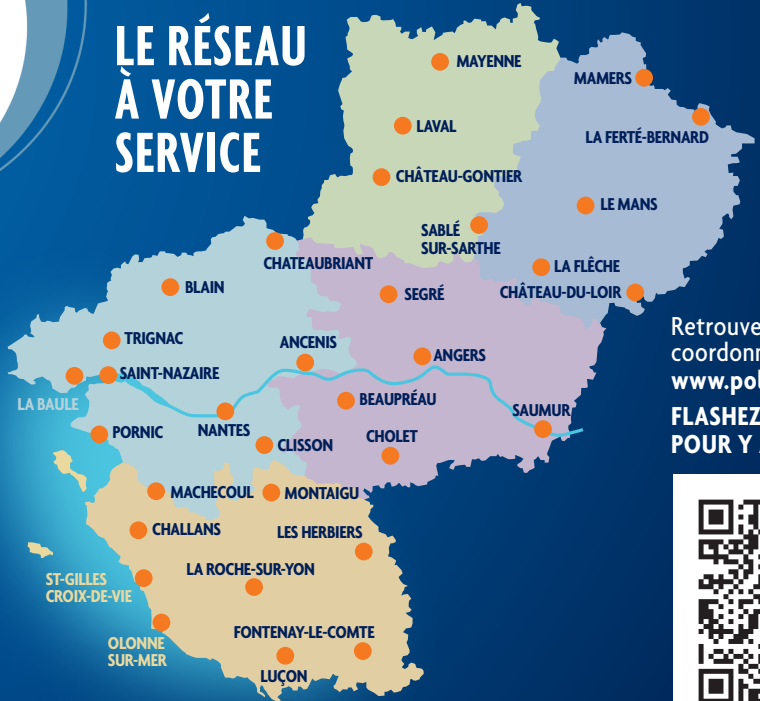 LE RÉSEAU
À VOTRE
SERVICE
MAYENNE
MAMERS
LAVAL
LA FERTÉ-BERNARD
CHÂTEAU-GONTIER
LE MANS
SABLÉ
SUR-SARTHE
CHATEAUBRIANT
LA FLÈCHE
BLAIN
SEGRÉ
CHÂTEAU-DU-LOIR
TRIGNAC
ANCENIS
ANGERS
SAINT-NAZAIRE
LA BAULE
BEAUPRÉAU
SAUMUR
PORNIC
NANTES
CLISSON
CHOLET
MACHECOUL
MONTAIGU
CHALLANS
LES HERBIERS
LA ROCHE-SUR-YON
ST-GILLES
CROIX-DE-VIE
FONTENAY-LE-COMTE
OLONNE
SUR-MER
LUÇON
Retrouve
coordonn
www.pol
FLASHEZ
POUR Y